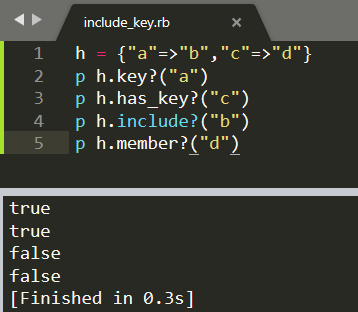 include_key.rb
1 h = {"a"=>"b","c"=>"d"}
2 p h.key?("a")
3 p h.has_key?("c")
4 p h.include?("b")
5 p h.member?("d")
true
true
false
false
[Finished in 0.3s]